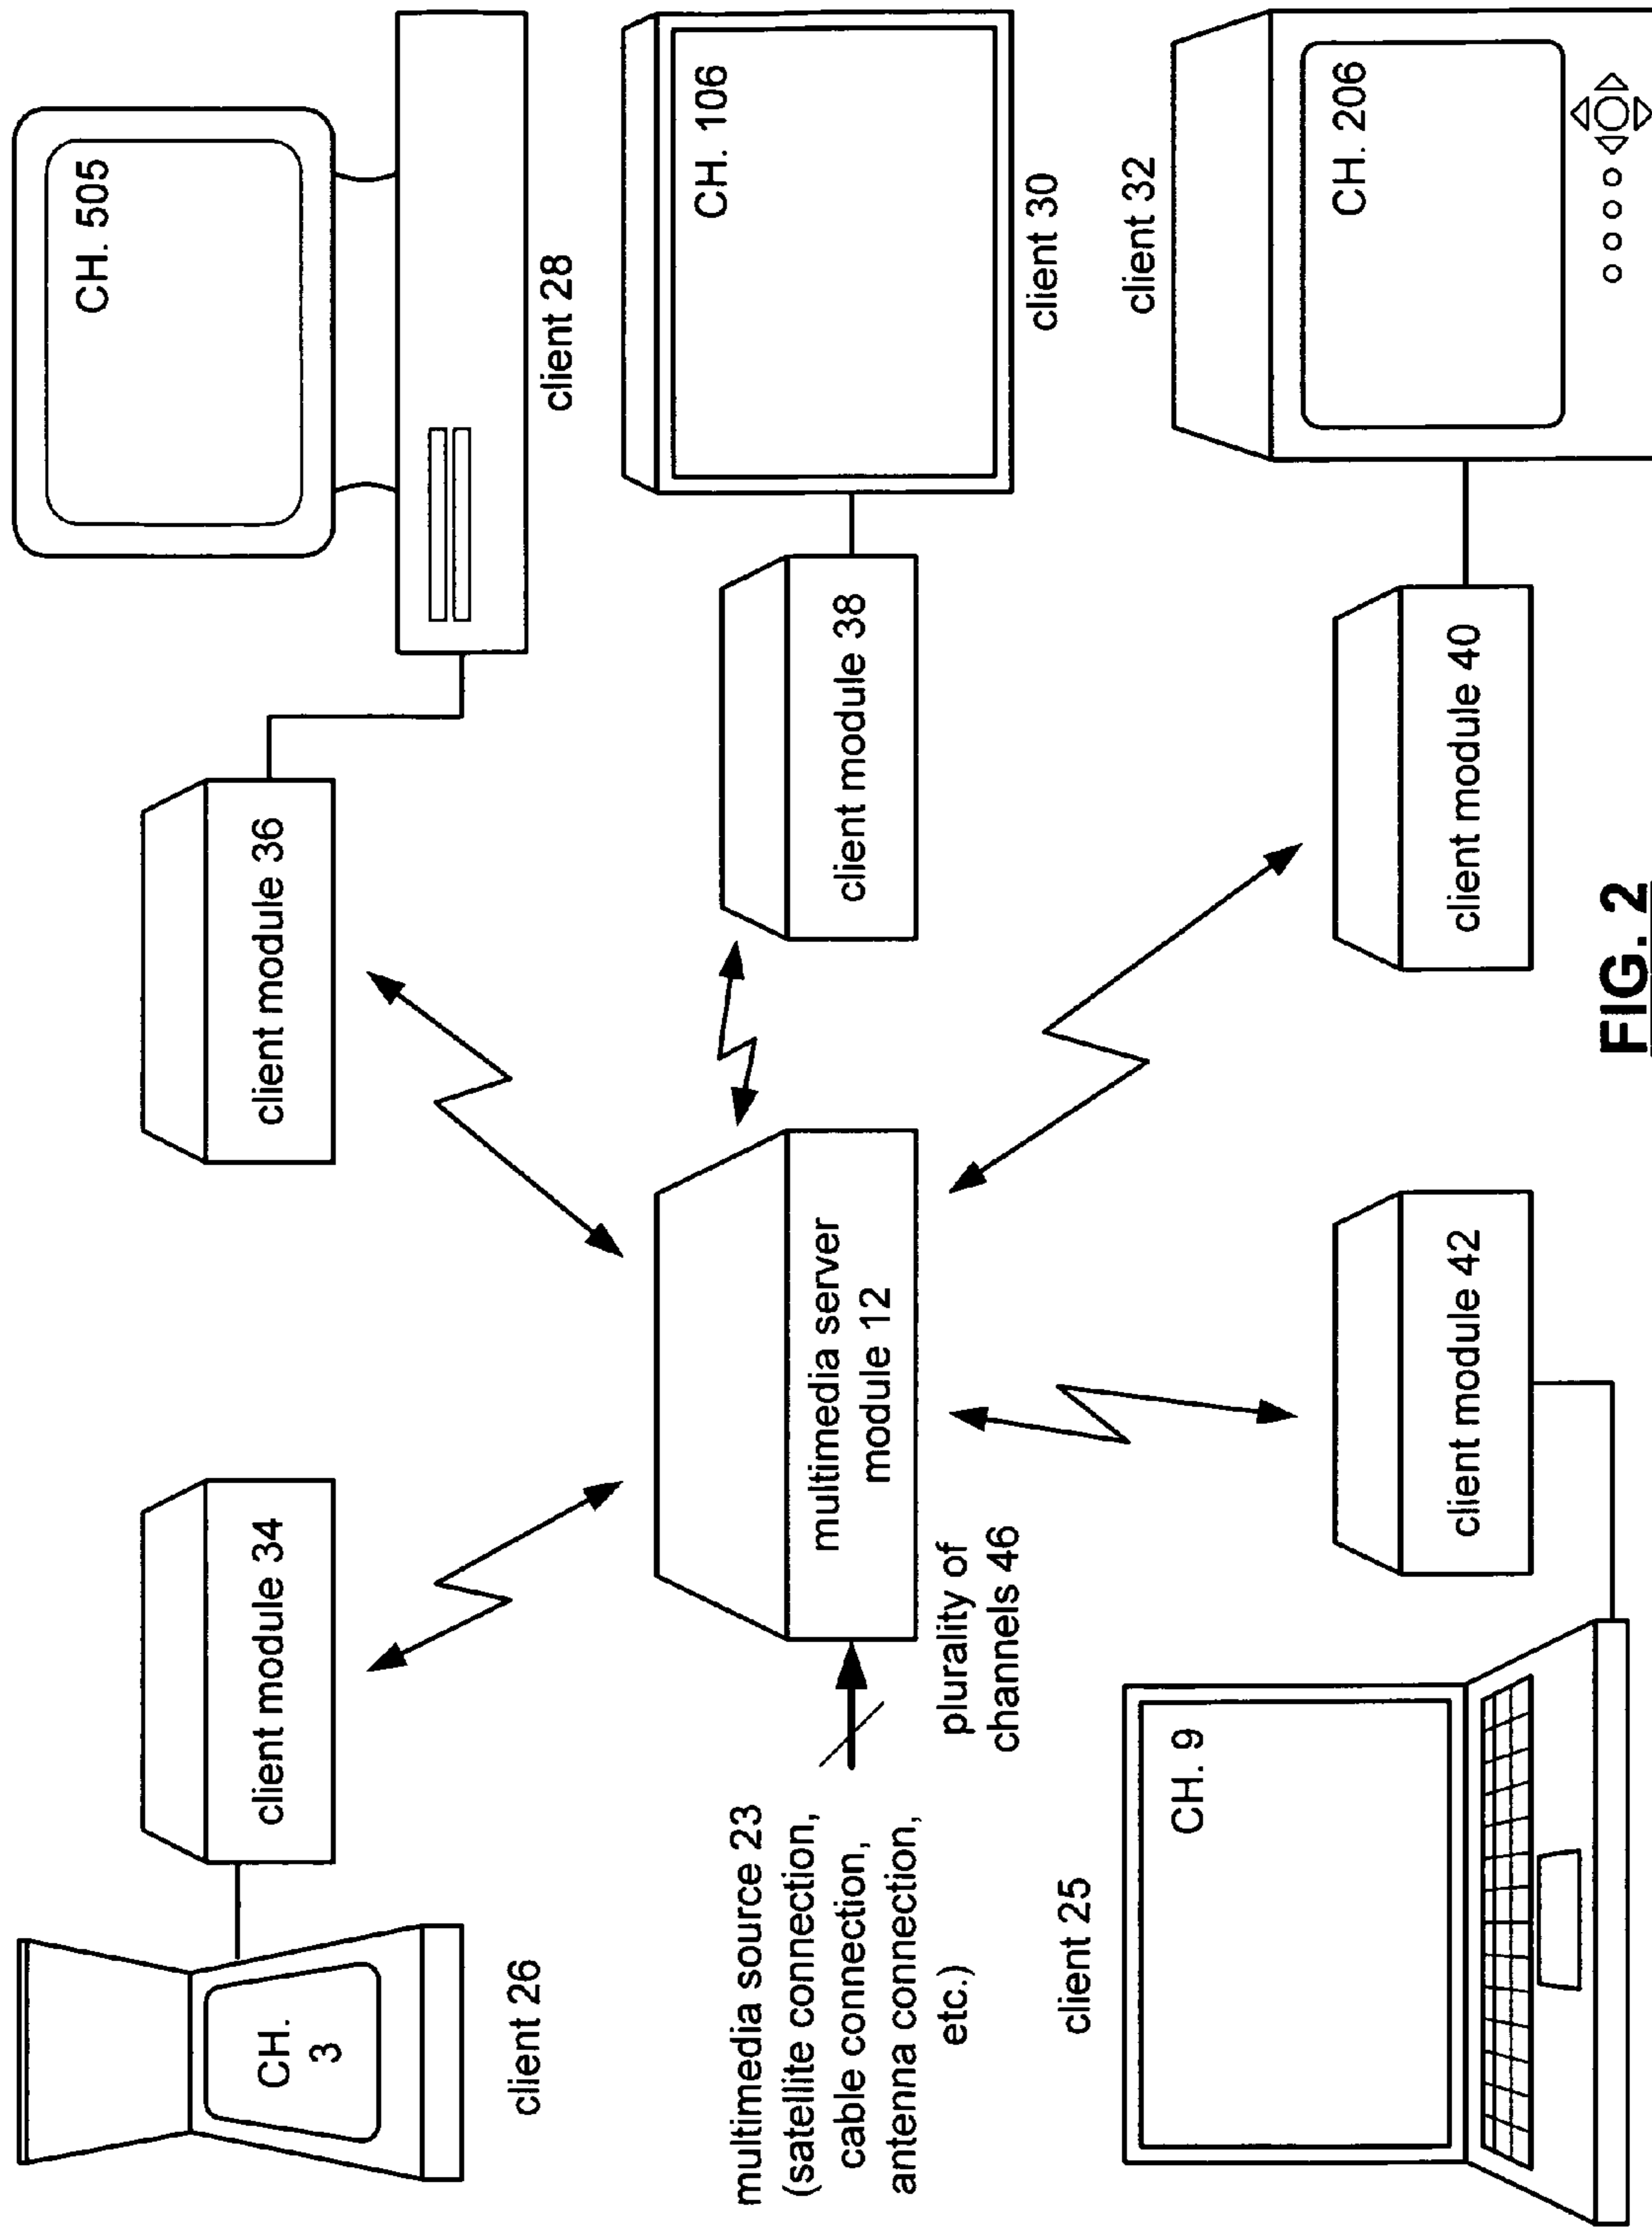 CH.
3
client 26
client module 34
client module 36
CH. 505
client 28
multimedia source 23
(satellite connection,
cable connection,
antenna connection,
etc.)
plurality of
channels 46
multimedia server
module 12
client module 38
CH. 106
client 30
client 25
CH. 9
client module 42
client module 40
client 32
CH. 206
FIG. 2